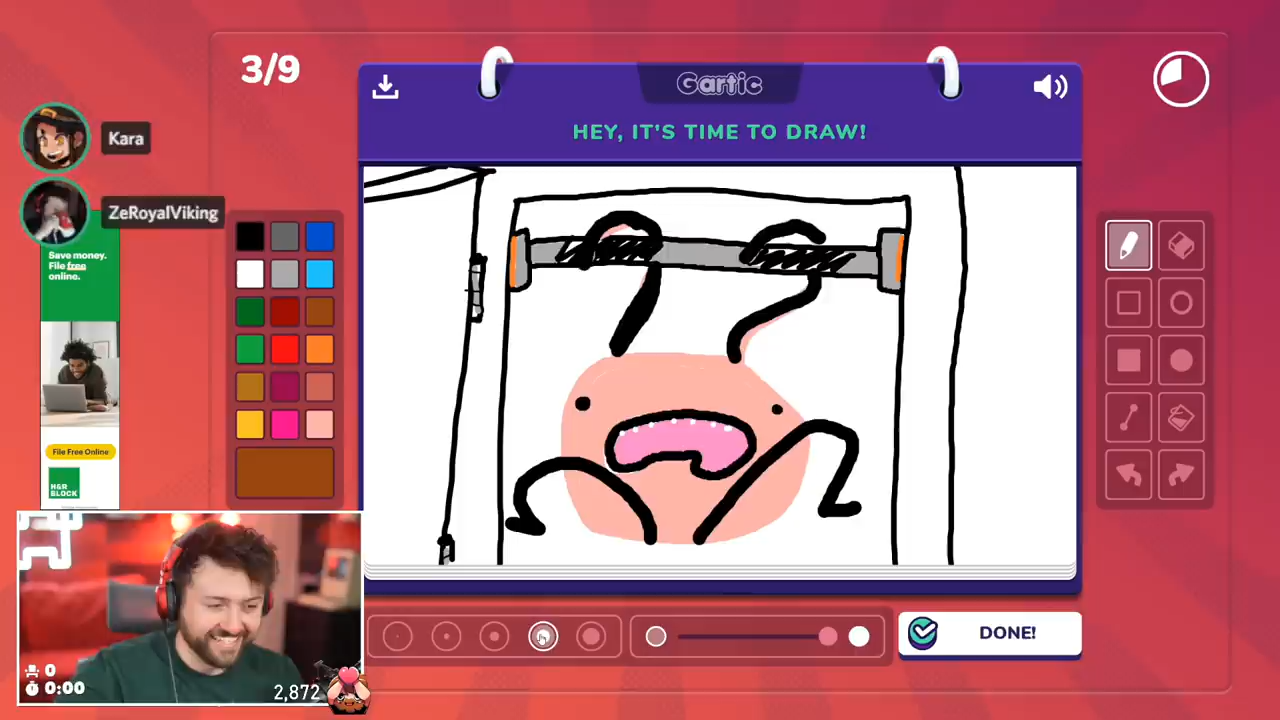 3/9
Gartic
HEY, IT'S TIME TO DRAW!
Kara
ZeRoyalViking
Save money.
File free
online.
File Free Online
H&R
BLOCK
0
0:00
2,872
DONE!